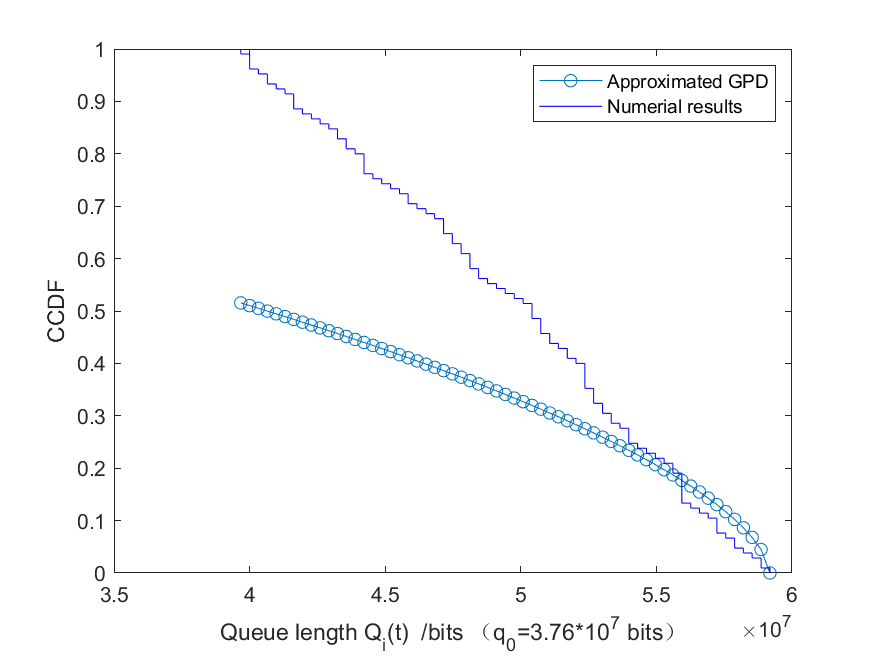 1
0.9
0.8
0.7
0.6
0.5
0.4
0.3
0.2
0.1
0
CCDF
Approximated GPD
Numerial results
3.5 4 4.5 5 5.5 6
×10^7
Queue length Q_i(t) /bits （q_0=3.76*10^7 bits）